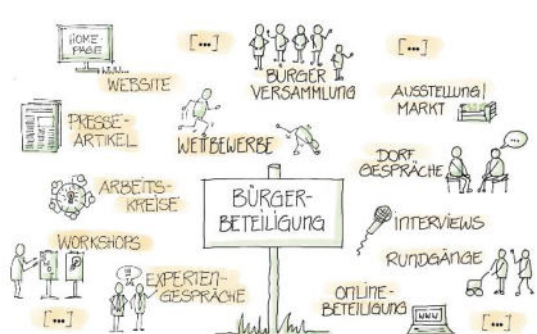 HOME-
PAGE
[...]
[...]
WEBSITE
BÜRGER
VERSAMMLUNG
AUSSTELLUNG/
MARKT
PRESSE-
ARTIKEL
WETTBEWERBE
DORF
GESPRÄCHE
ARBEITS-
KREISE
BÜRGER-
BETEILIGUNG
INTERVIEWS
WORKSHOPS
RUNDGÄNGE
EXPERTEN-
GESPRÄCHE
ONLINE-
BETEILIGUNG
WWW
[...]
[...]